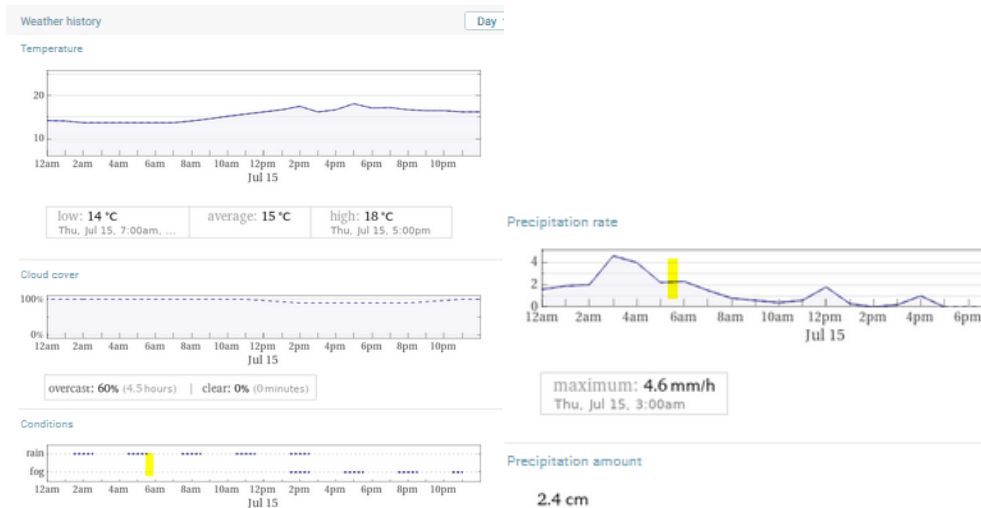 Weather history
Day
Temperature
20
10
12am 2am 4am 6am 8am 10am 12pm 2pm 4pm 6pm 8pm 10pm
Jul 15
low: 14 °C
Thu, Jul 15, 7:00am, ...
average: 15 °C
high: 18 °C
Thu, Jul 15, 5:00pm
Cloud cover
100%
0%
12am 2am 4am 6am 8am 10am 12pm 2pm 4pm 6pm 8pm 10pm
Jul 15
overcast: 60% (4.5 hours) | clear: 0% (0 minutes)
Conditions
rain
fog
12am 2am 4am 6am 8am 10am 12pm 2pm 4pm 6pm 8pm 10pm
Jul 15
Precipitation rate
4
2
0
12am 2am 4am 6am 8am 10am 12pm 2pm 4pm 6pm
Jul 15
maximum: 4.6 mm/h
Thu, Jul 15, 3:00am
Precipitation amount
2.4 cm